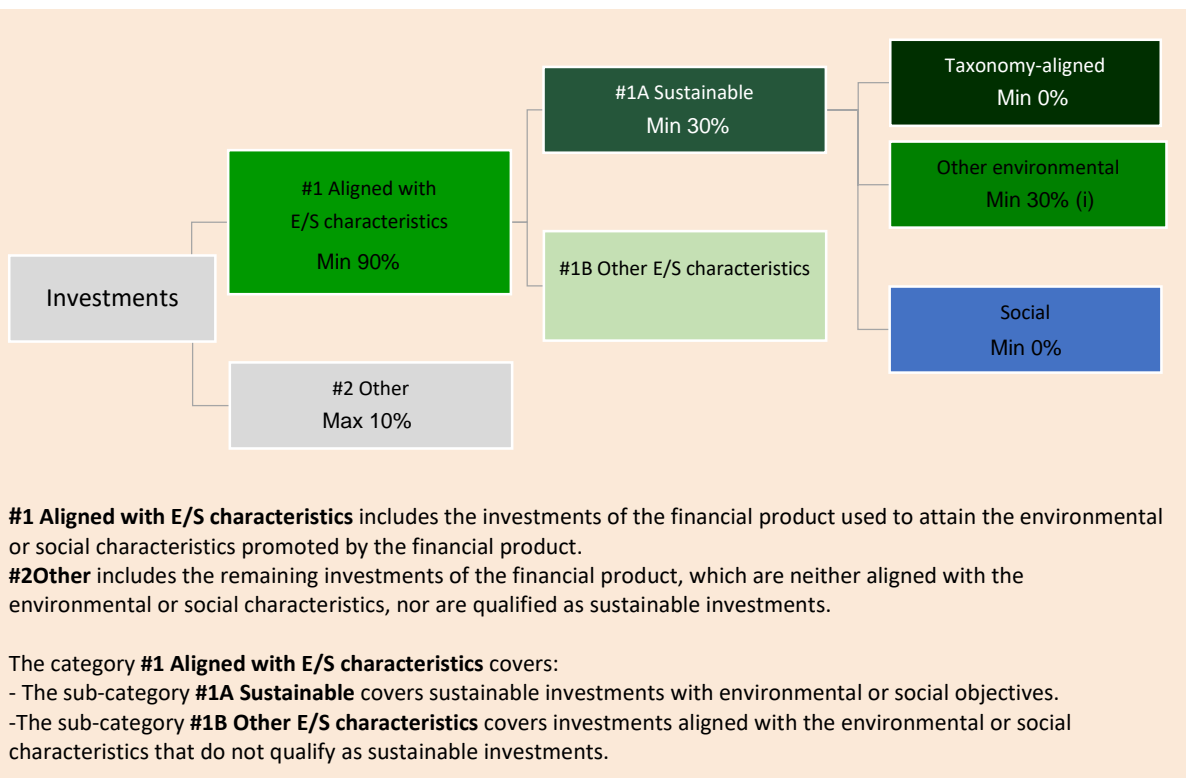 Investments
#1 Aligned with
E/S characteristics
Min 90%
#2 Other
Max 10%
#1A Sustainable
Min 30%
#1B Other E/S characteristics
Taxonomy-aligned
Min 0%
Other environmental
Min 30% (i)
Social
Min 0%
#1 Aligned with E/S characteristics includes the investments of the financial product used to attain the environmental
or social characteristics promoted by the financial product.
#2Other includes the remaining investments of the financial product, which are neither aligned with the
environmental or social characteristics, nor are qualified as sustainable investments.
The category #1 Aligned with E/S characteristics covers:
- The sub-category #1A Sustainable covers sustainable investments with environmental or social objectives.
-The sub-category #1B Other E/S characteristics covers investments aligned with the environmental or social
characteristics that do not qualify as sustainable investments.